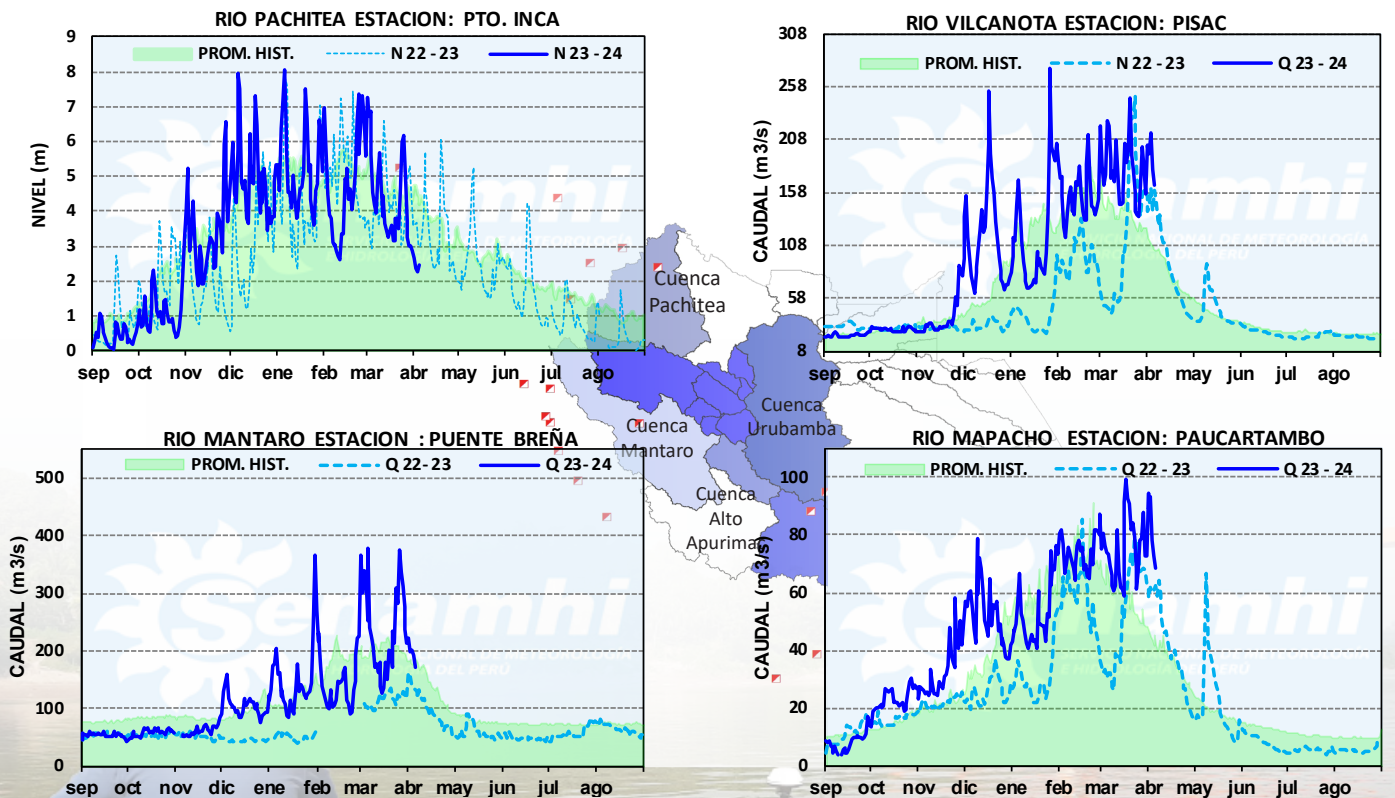 RIO PACHITEA ESTACION: PTO. INCA
PROM. HIST. N 22 - 23 N 23 - 24
NIVEL (m)
9
8
7
6
5
4
3
2
1
0
sep oct nov dic ene feb mar abr may jun jul ago
RIO VILCANOTA ESTACION: PISAC
PROM. HIST. N 22 - 23 Q 23 - 24
CAUDAL (m3/s)
308
258
208
158
108
58
8
sep oct nov dic ene feb mar abr may jun jul ago
Cuenca
Pachitea
Cuenca
Mantaro
Cuenca
Urubamba
Cuenca
Alto
Apurima
RIO MANTARO ESTACION : PUENTE BREÑA
PROM. HIST. Q 22- 23 Q 23 - 24
CAUDAL (m3/s)
500
400
300
200
100
0
sep oct nov dic ene feb mar abr may jun jul ago
Senamhi
DEL PERÚ
RIO MAPACHO ESTACION: PAUCARTAMBO
PROM. HIST. Q 22 - 23 Q 23 - 24
CAUDAL (m3/s)
100
80
60
40
20
0
sep oct nov dic ene feb mar abr may jun jul ago
Senamhi
E HIDROLOGÍA DEL PERÚ